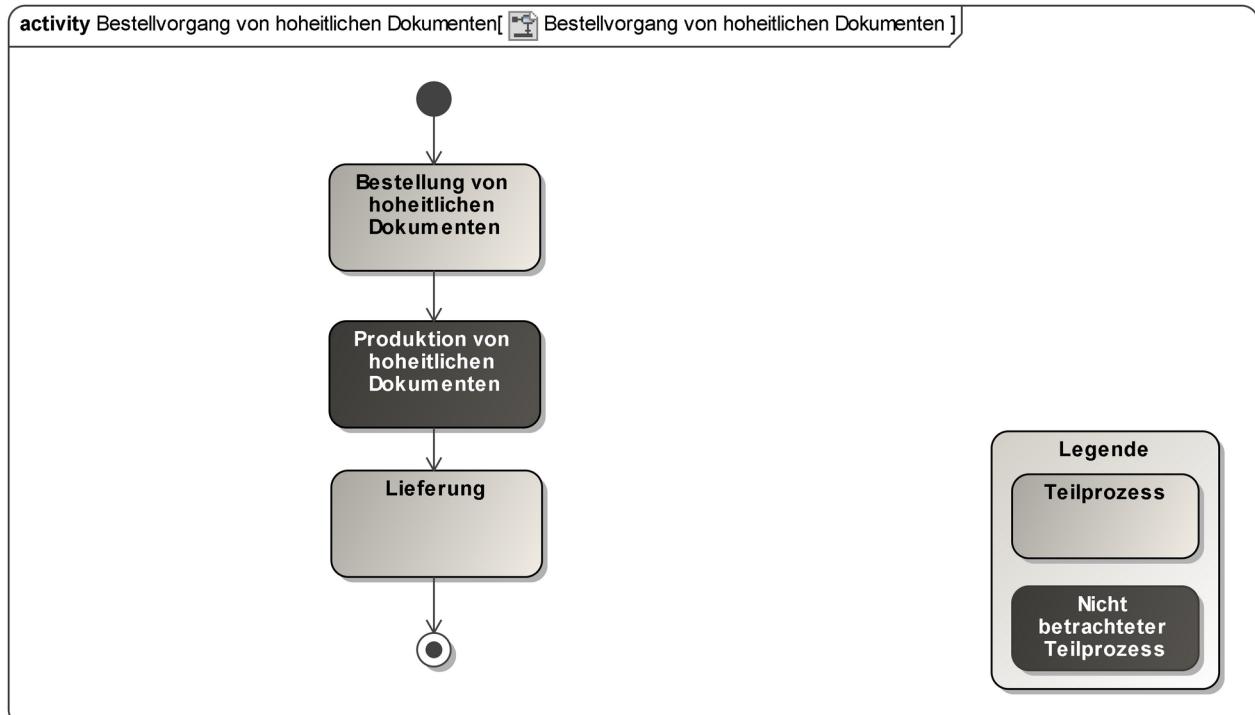 activity Bestellvorgang von hoheitlichen Dokumenten[ Bestellvorgang von hoheitlichen Dokumenten ]
Bestellung von
hoheitlichen
Dokumenten
Produktion von
hoheitlichen
Dokumenten
Lieferung
Legende
Teilprozess
Nicht
betrachteter
Teilprozess